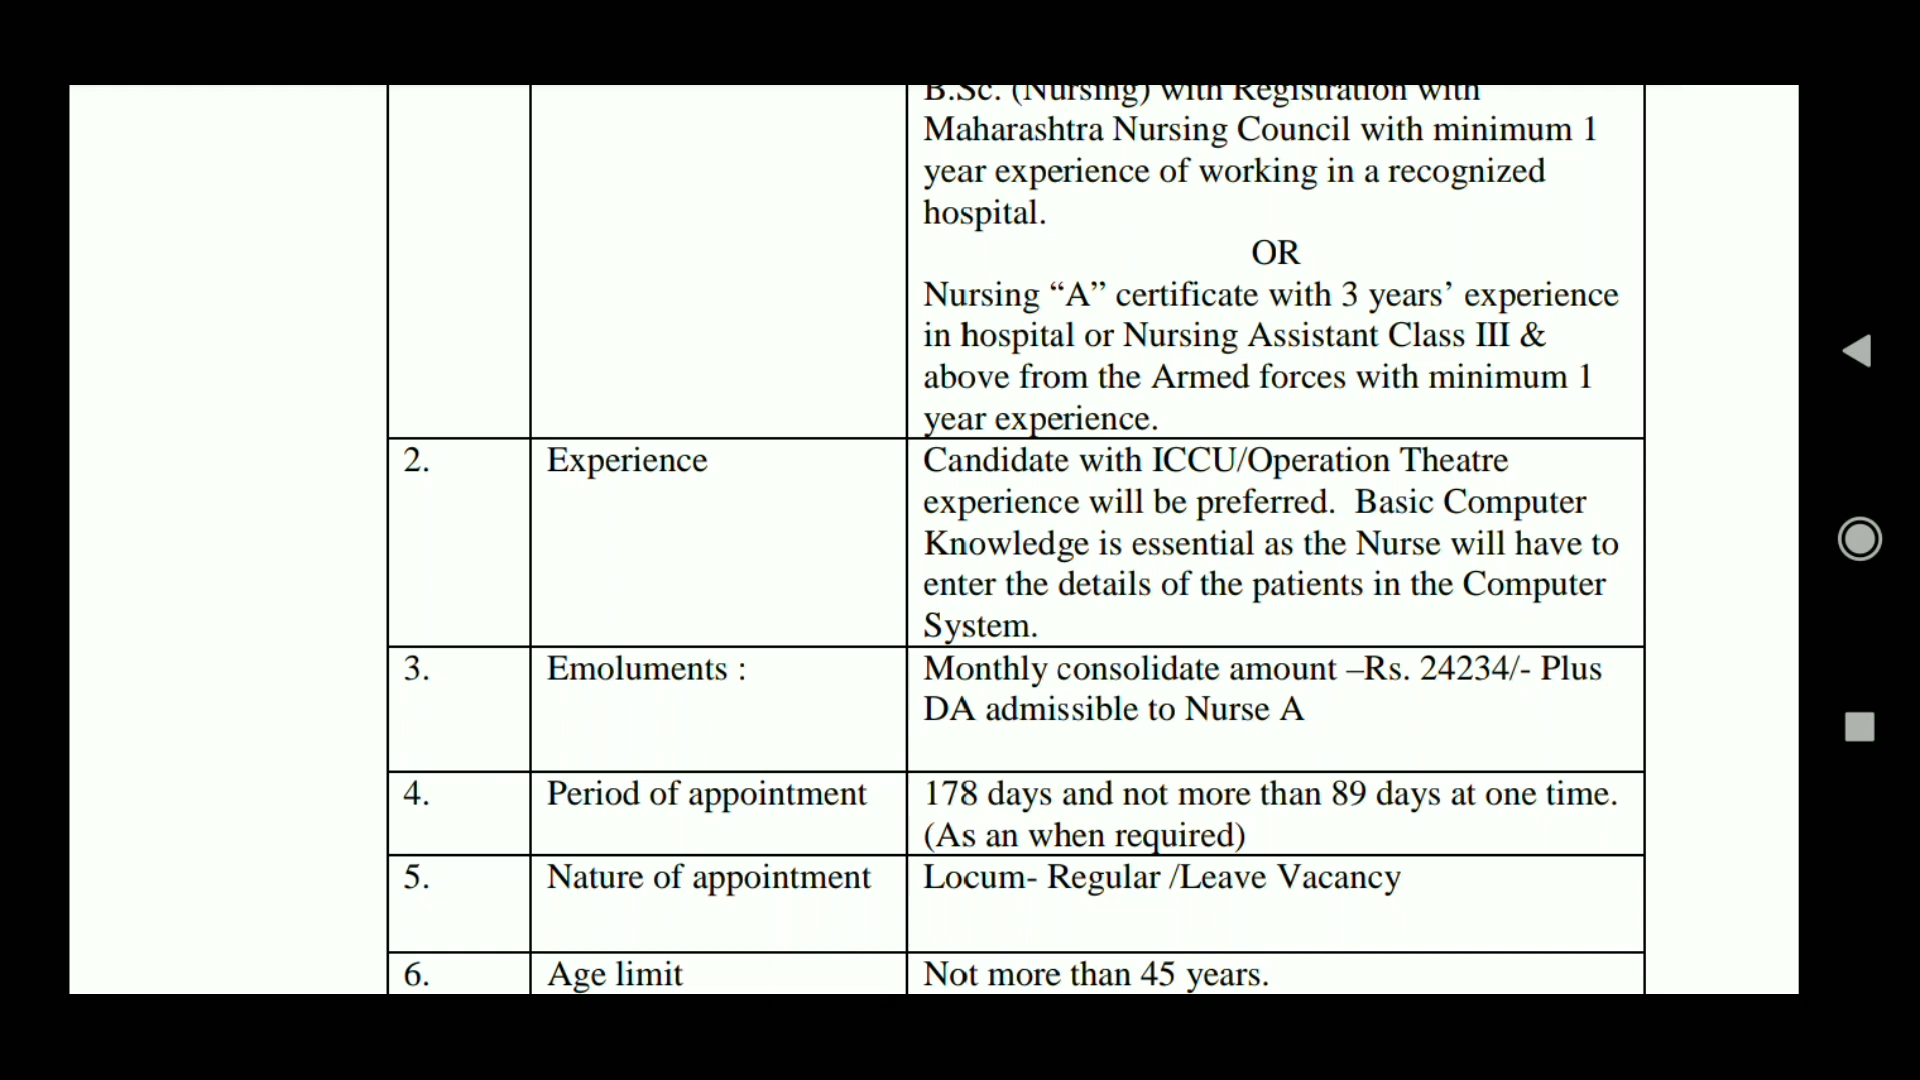 B.Sc. (Nursing) with Registration with
Maharashtra Nursing Council with minimum 1
year experience of working in a recognized
hospital.
OR
Nursing “A” certificate with 3 years’ experience
in hospital or Nursing Assistant Class III &
above from the Armed forces with minimum 1
year experience.
2. Experience Candidate with ICCU/Operation Theatre
experience will be preferred.  Basic Computer
Knowledge is essential as the Nurse will have to
enter the details of the patients in the Computer
System.
3. Emoluments : Monthly consolidate amount –Rs. 24234/- Plus
DA admissible to Nurse A
4. Period of appointment 178 days and not more than 89 days at one time.
(As an when required)
5. Nature of appointment Locum- Regular /Leave Vacancy
6. Age limit Not more than 45 years.